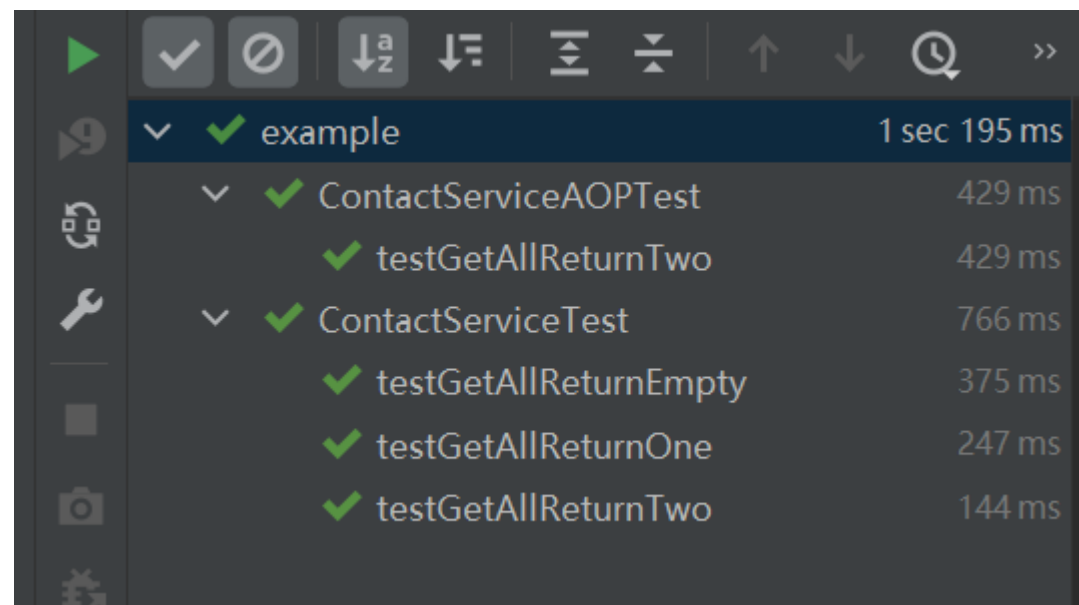 example 1 sec 195 ms
ContactServiceAOPTest 429 ms
testGetAllReturnTwo 429 ms
ContactServiceTest 766 ms
testGetAllReturnEmpty 375 ms
testGetAllReturnOne 247 ms
testGetAllReturnTwo 144 ms